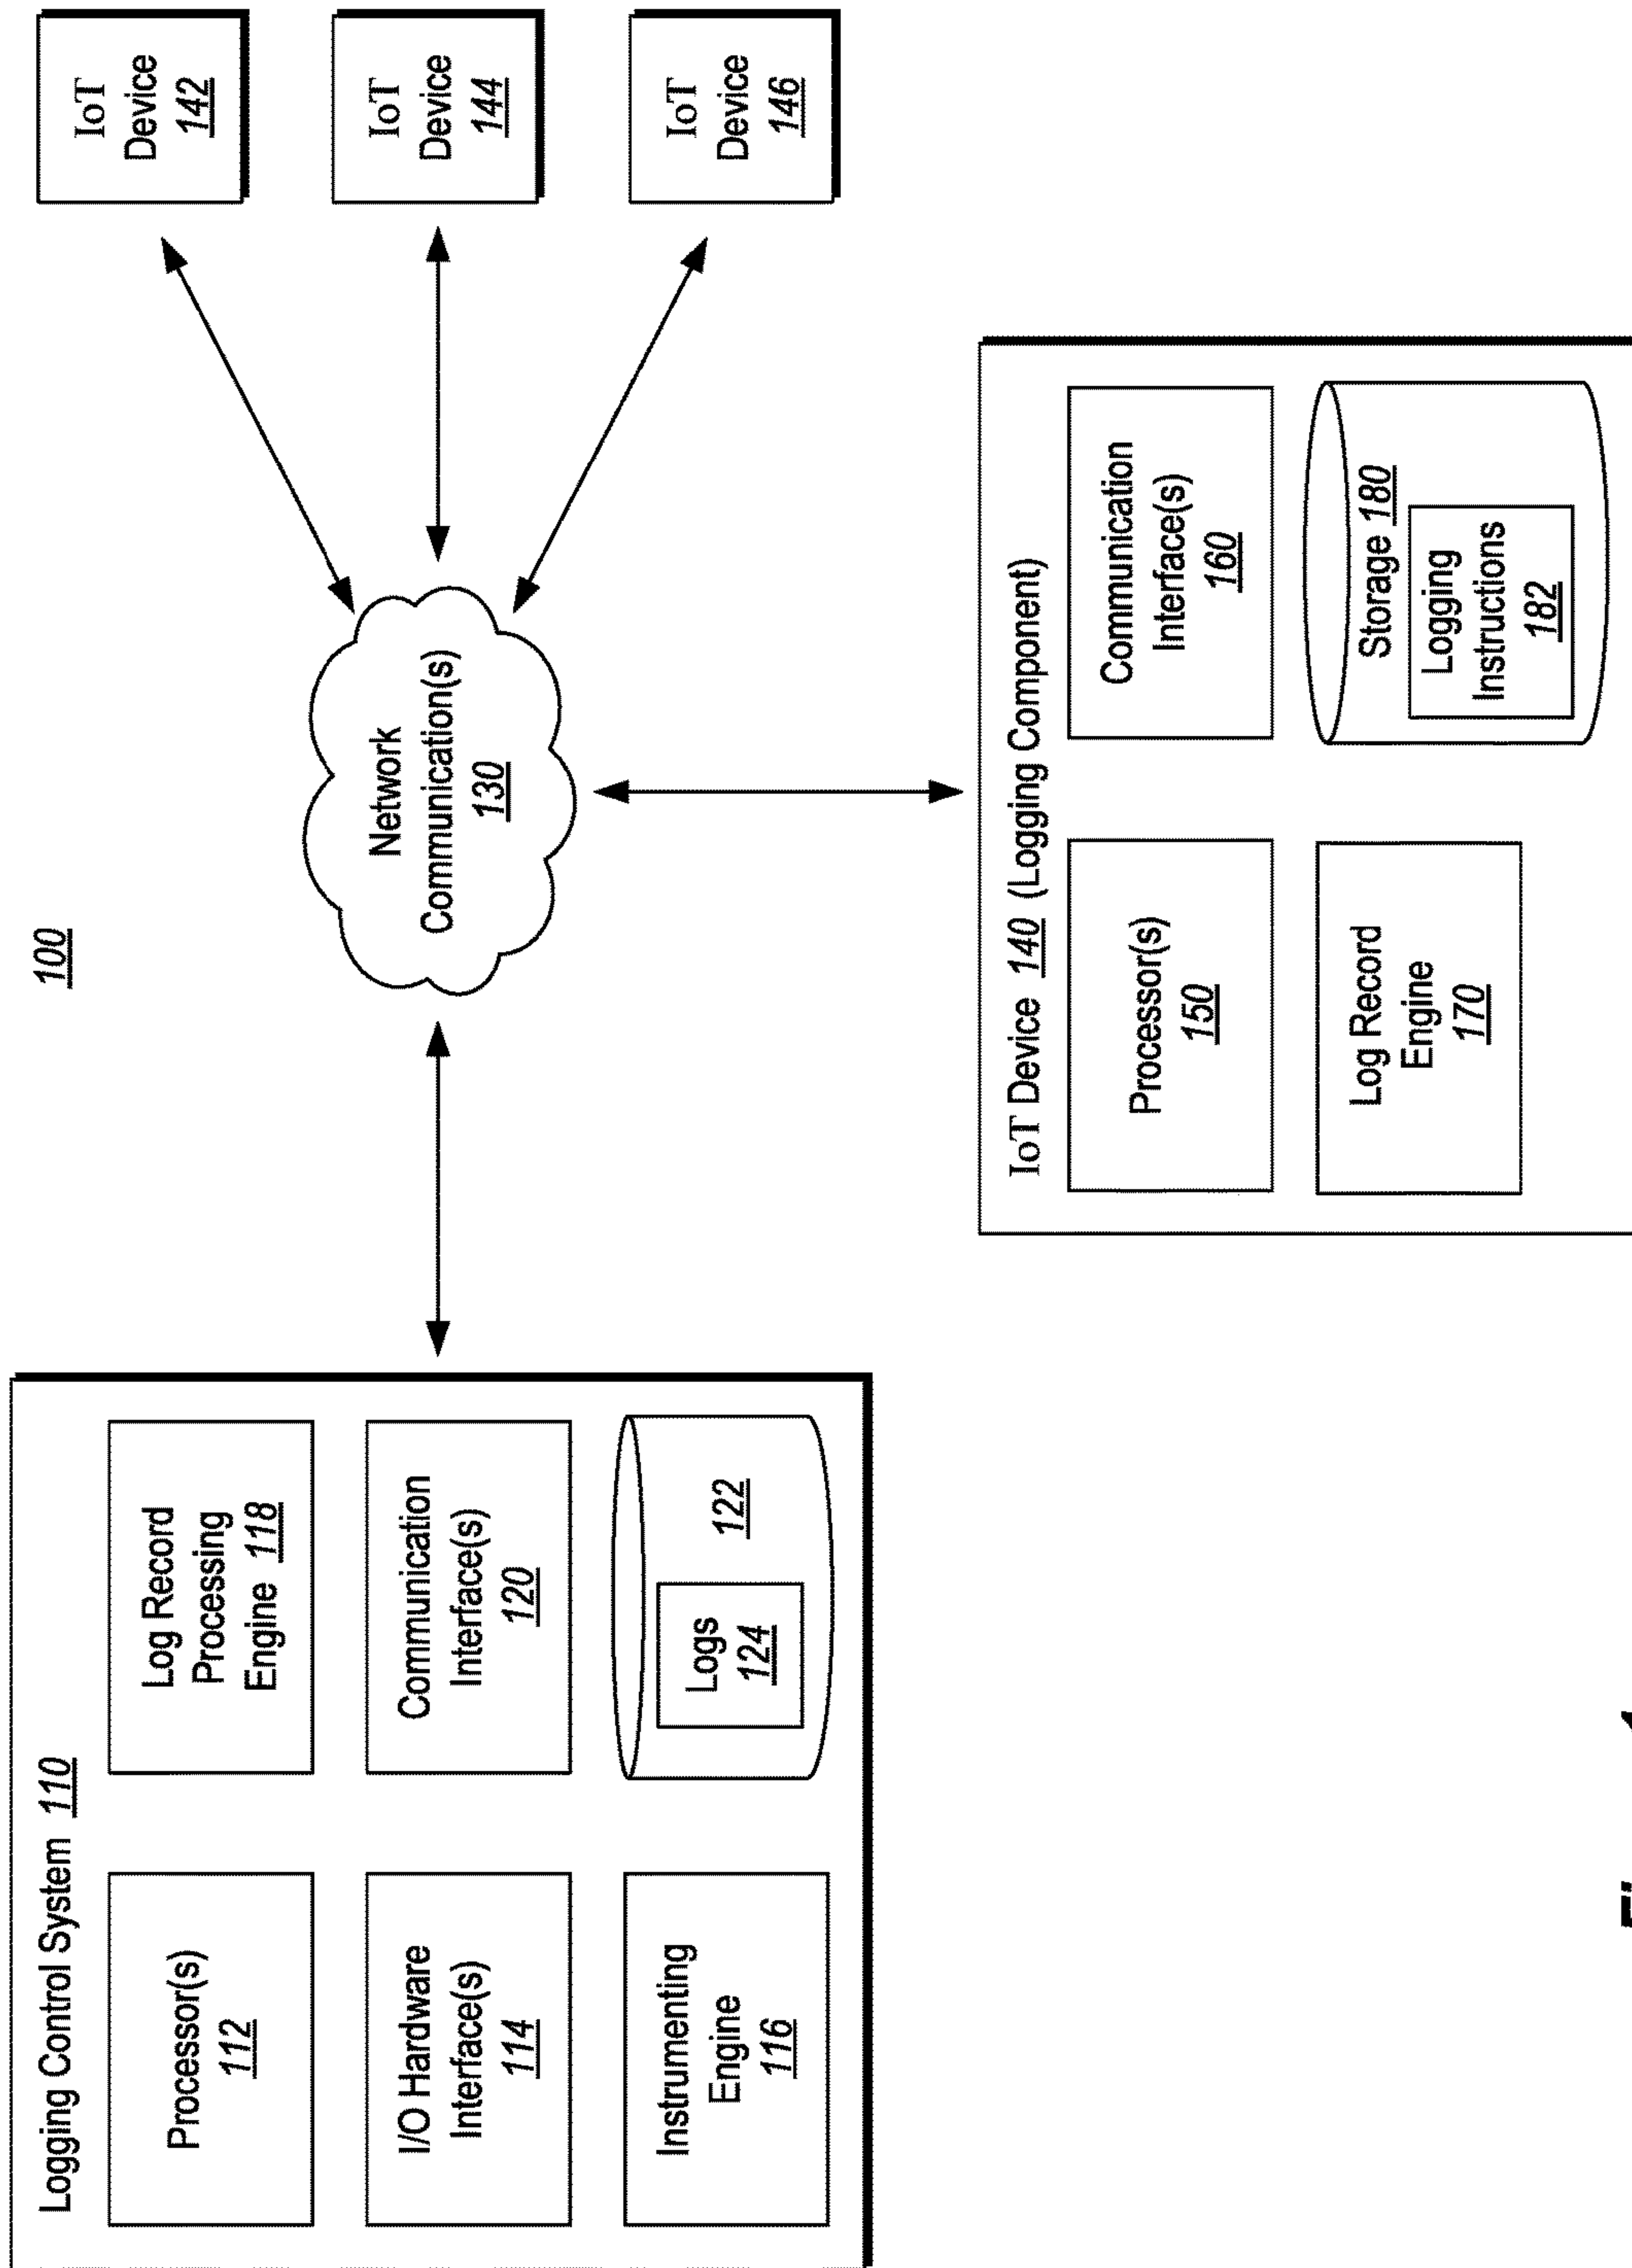 100
Logging Control System 110
Processor(s)
112
Log Record
Processing
Engine 118
I/O Hardware
Interface(s)
114
Communication
Interface(s)
120
Instrumenting
Engine
116
122
Logs
124
Network
Communication(s)
130
IoT
Device
142
IoT
Device
144
IoT
Device
146
IoT Device 140 (Logging Component)
Processor(s)
150
Communication
Interface(s)
160
Log Record
Engine
170
Storage 180
Logging
Instructions
182